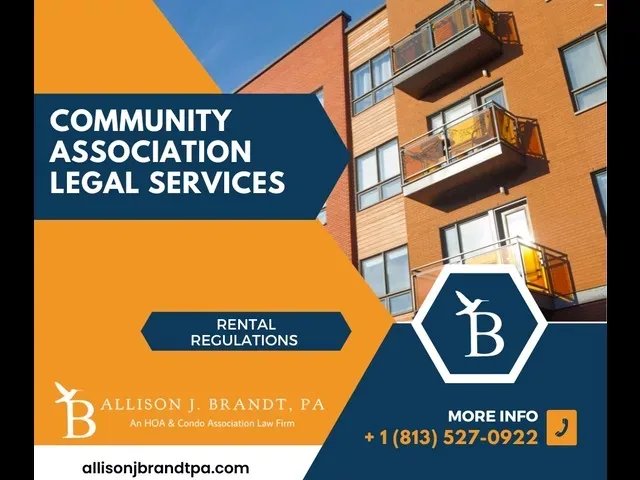 COMMUNITY
ASSOCIATION
LEGAL SERVICES
RENTAL
REGULATIONS
B
B ALLISON J. BRANDT, PA
An HOA & Condo Association Law Firm
MORE INFO
+ 1 (813) 527-0922
allisonjbrandtpa.com